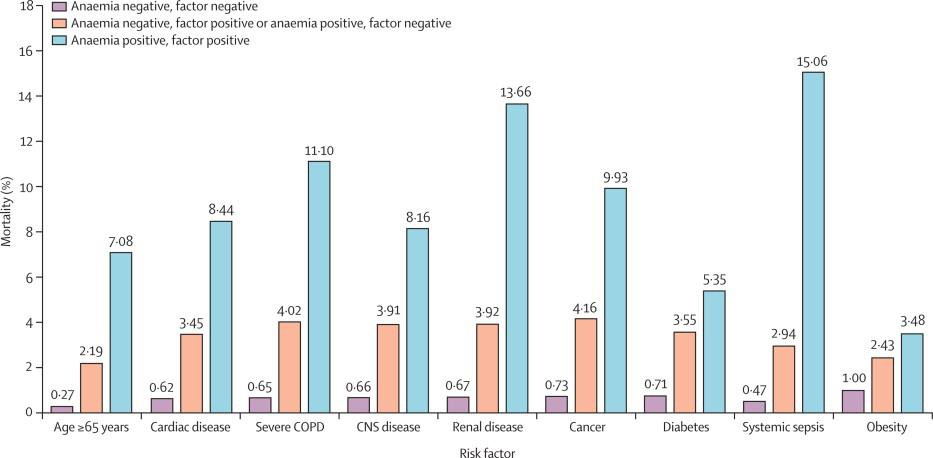 Anaemia negative, factor negative
Anaemia negative, factor positive or anaemia positive, factor negative
Anaemia positive, factor positive
Mortality (%)
18
16
14
12
10
8
6
4
2
0
0·27 2·19 7·08
0·62 3·45 8·44
0·65 4·02 11·10
0·66 3·91 8·16
0·67 3·92 13·66
0·73 4·16 9·93
0·71 3·55 5·35
0·47 2·94 15·06
1·00 2·43 3·48
Age ≥65 years Cardiac disease Severe COPD CNS disease Renal disease Cancer Diabetes Systemic sepsis Obesity
Risk factor